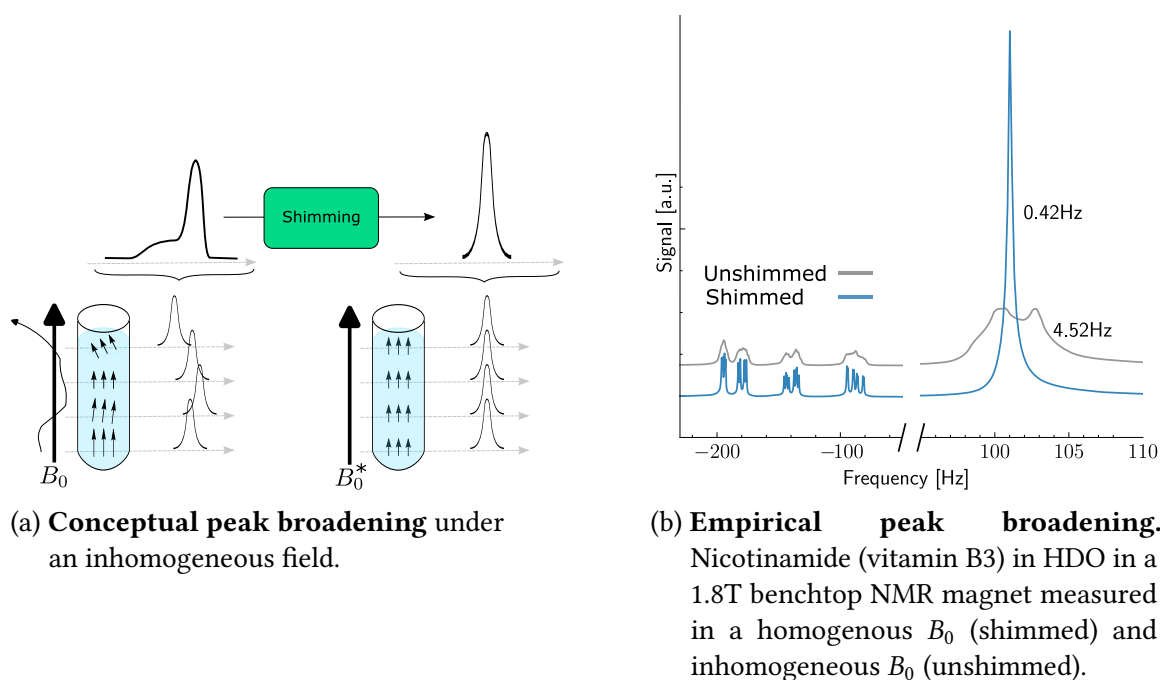 Shimming
B₀
B₀*
(a) Conceptual peak broadening under
an inhomogeneous field.
Signal [a.u.]
0.42Hz
Unshimmed
Shimmed
4.52Hz
−200
−100
100
105
110
Frequency [Hz]
(b) Empirical peak broadening.
Nicotinamide (vitamin B3) in HDO in a
1.8T benchtop NMR magnet measured
in a homogenous B₀ (shimmed) and
inhomogeneous B₀ (unshimmed).